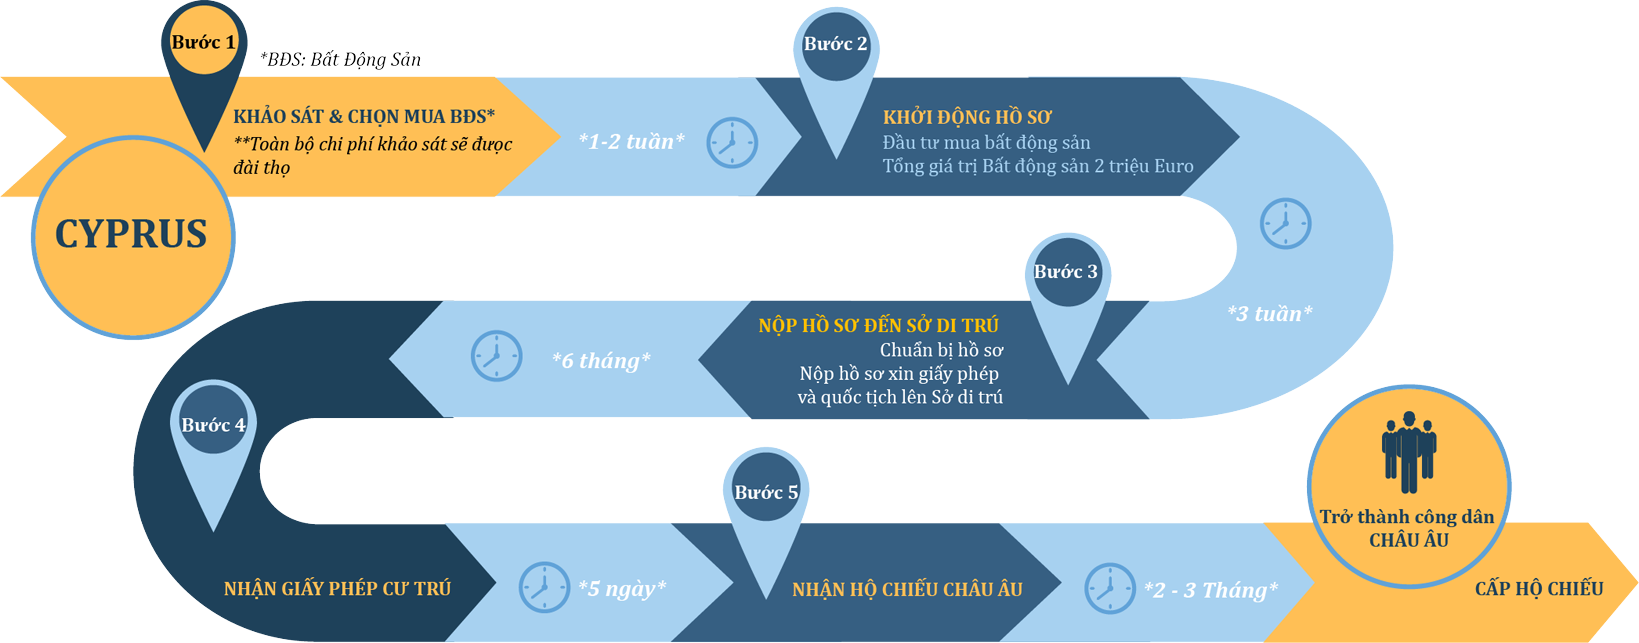 Bước 1
*BĐS: Bất Động Sản
KHẢO SÁT & CHỌN MUA BĐS*
**Toàn bộ chi phí khảo sát sẽ được
đài thọ
CYPRUS
*1-2 tuần*
Bước 2
KHỞI ĐỘNG HỒ SƠ
Đầu tư mua bất động sản
Tổng giá trị Bất động sản 2 triệu Euro
*3 tuần*
Bước 3
NỘP HỒ SƠ ĐẾN SỞ DI TRÚ
Chuẩn bị hồ sơ
Nộp hồ sơ xin giấy phép
và quốc tịch lên Sở di trú
*6 tháng*
Bước 4
NHẬN GIẤY PHÉP CƯ TRÚ
*5 ngày*
Bước 5
NHẬN HỘ CHIẾU CHÂU ÂU
*2 - 3 Tháng*
Trở thành công dân
CHÂU ÂU
CẤP HỘ CHIẾU